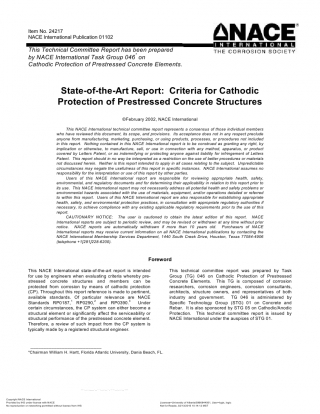 Item No. 24217
NACE International Publication 01102
This Technical Committee Report has been prepared
by NACE International Task Group 046 on
Cathodic Protection of Prestressed Concrete Elements.
NACE
INTERNATIONAL
THE CORROSION SOCIETY
State-of-the-Art Report: Criteria for Cathodic
Protection of Prestressed Concrete Structures
©February 2002, NACE International
This NACE International technical committee report represents a consensus of those individual members
who have reviewed this document, its scope, and provisions. Its acceptance does not in any respect preclude
anyone from manufacturing, marketing, purchasing, or using products, processes, or procedures not included
in this report. Nothing contained in this NACE International report is to be construed as granting any right, by
implication or otherwise, to manufacture, sell, or use in connection with any method, apparatus, or product
covered by Letters Patent, or as indemnifying or protecting anyone against liability for infringement of Letters
Patent. This report should in no way be interpreted as a restriction on the use of better procedures or materials
not discussed herein. Neither is this report intended to apply in all cases relating to the subject. Unpredictable
circumstances may negate the usefulness of this report in specific instances. NACE International assumes no
responsibility for the interpretation or use of this report by other parties.
Users of this NACE International report are responsible for reviewing appropriate health, safety,
environmental, and regulatory documents and for determining their applicability in relation to this report prior to
its use. This NACE International report may not necessarily address all potential health and safety problems or
environmental hazards associated with the use of materials, equipment, and/or operations detailed or referred
to within this report. Users of this NACE International report are also responsible for establishing appropriate
health, safety, and environmental protection practices, in consultation with appropriate regulatory authorities if
necessary, to achieve compliance with any existing applicable regulatory requirements prior to the use of this
report.
CAUTIONARY NOTICE: The user is cautioned to obtain the latest edition of this report. NACE
International reports are subject to periodic review, and may be revised or withdrawn at any time without prior
notice. NACE reports are automatically withdrawn if more than 10 years old. Purchasers of NACE
International reports may receive current information on all NACE International publications by contacting the
NACE International Membership Services Department, 1440 South Creek Drive, Houston, Texas 77084-4906
(telephone +1[281]228-6200).
Foreword
This NACE International state-of-the-art report is intended
for use by engineers when evaluating criteria whereby pre-
stressed concrete structures and members can be
protected from corrosion by means of cathodic protection
(CP). Throughout this report reference is made to pertinent,
available standards. Of particular relevance are NACE
Standards RP0187, RP0290, and RP0390. Under
certain circumstances, the CP system can either become a
structural element or significantly affect the serviceability or
structural performance of the prestressed concrete element.
Therefore, a review of such impact from the CP system is
typically made by a registered structural engineer.
This technical committee report was prepared by Task
Group (TG) 046 on Cathodic Protection of Prestressed
Concrete Elements. This TG is composed of corrosion
researchers, corrosion engineers, corrosion consultants,
architects, structure owners, and representatives of both
industry and government. TG 046 is administered by
Specific Technology Group (STG) 01 on Concrete and
Rebar. It is also sponsored by STG 05 on Cathodic/Anodic
Protection. This technical committee report is issued by
NACE International under the auspices of STG 01.
Chairman William H. Hartt, Florida Atlantic University, Dania Beach, FL.